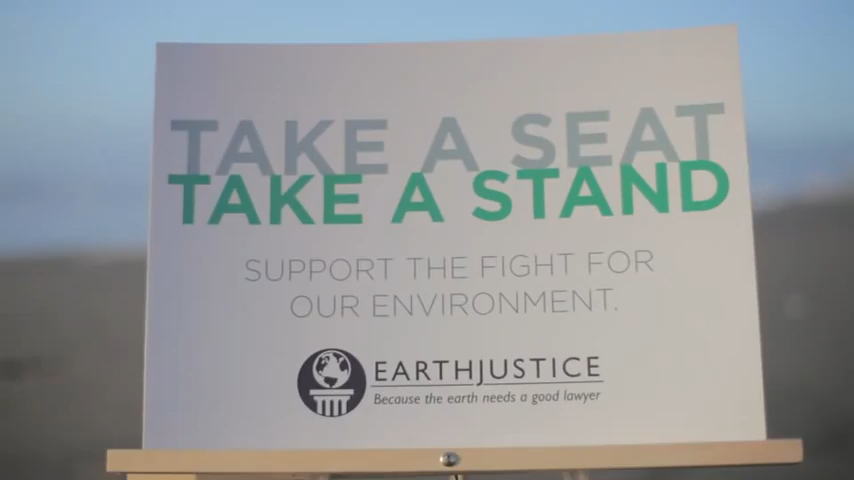 TAKE A SEAT
TAKE A STAND
SUPPORT THE FIGHT FOR
OUR ENVIRONMENT.
EARTHJUSTICE
Because the earth needs a good lawyer